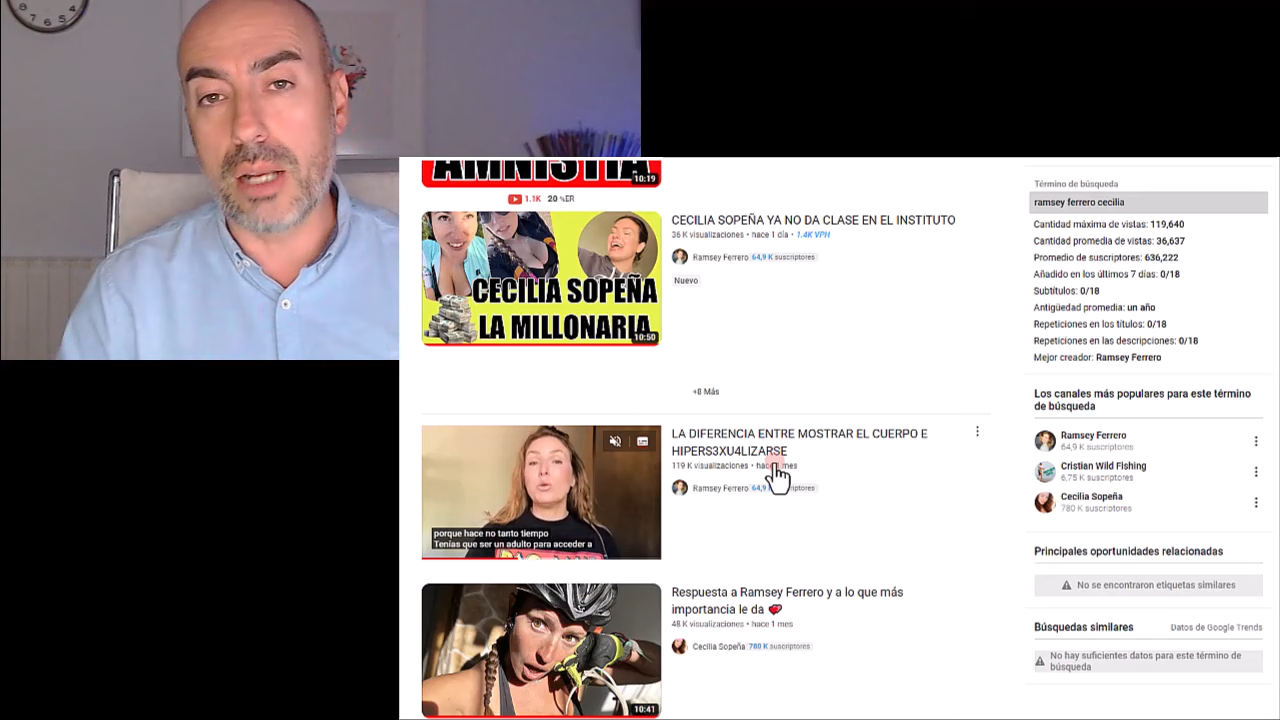 AMNISTÍA
10:19
1.1K 20 %ER
CECILIA SOPEÑA
LA MILLONARIA
10:50
CECILIA SOPEÑA YA NO DA CLASE EN EL INSTITUTO
36 K visualizaciones • hace 1 día • 1.4K VPH
Ramsey Ferrero 64,9 K suscriptores
Nuevo
+8 Más
porque hace no tanto tiempo
Tenías que ser un adulto para acceder a
LA DIFERENCIA ENTRE MOSTRAR EL CUERPO E
HIPERS3XU4LIZARSE
119 K visualizaciones • hace 1 mes
Ramsey Ferrero 64,9
10:41
Respuesta a Ramsey Ferrero y a lo que más
importancia le da
48 K visualizaciones • hace 1 mes
Cecilia Sopeña 780 K suscriptores
Término de búsqueda
ramsey ferrero cecilia
Cantidad máxima de vistas: 119,640
Cantidad promedia de vistas: 36,637
Promedio de suscriptores: 636,222
Añadido en los últimos 7 días: 0/18
Subtítulos: 0/18
Antigüedad promedia: un año
Repeticiones en los títulos: 0/18
Repeticiones en las descripciones: 0/18
Mejor creador: Ramsey Ferrero
Los canales más populares para este término
de búsqueda
Ramsey Ferrero
64,9 K suscriptores
Cristian Wild Fishing
6,75 K suscriptores
Cecilia Sopeña
780 K suscriptores
Principales oportunidades relacionadas
No se encontraron etiquetas similares
Búsquedas similares Datos de Google Trends
No hay suficientes datos para este término de
búsqueda